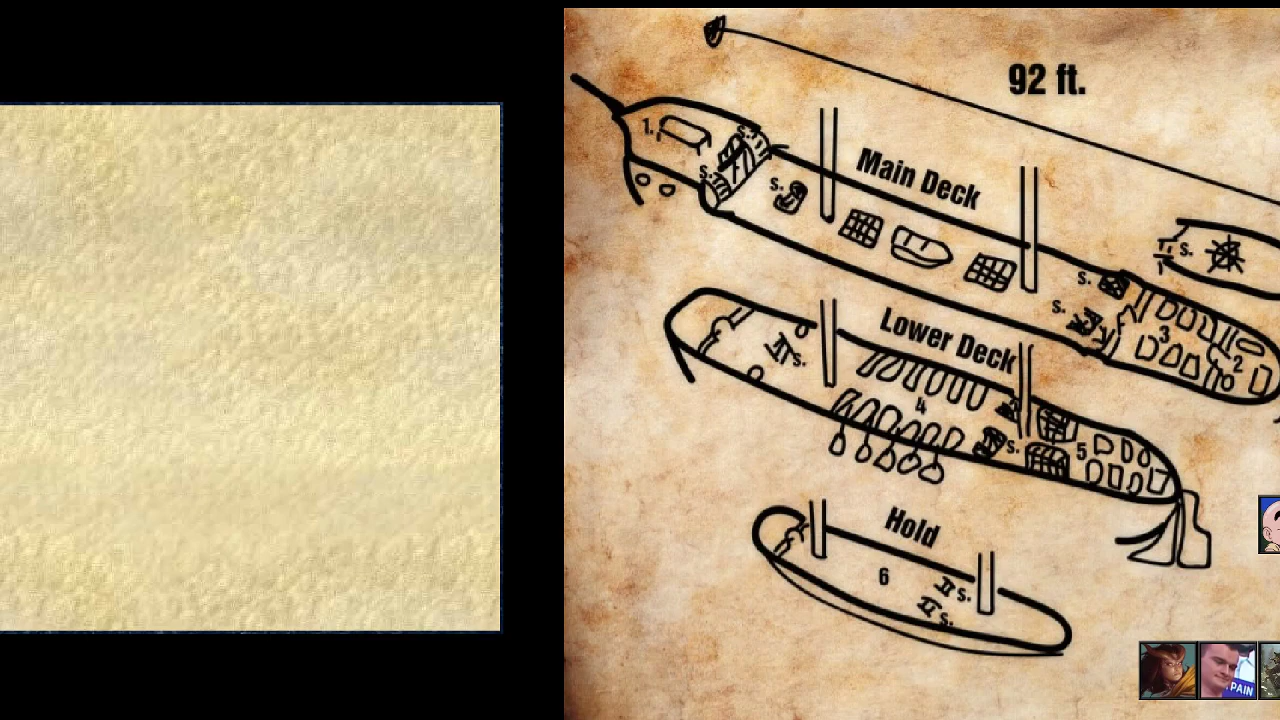 92 ft.
1.
s.
s.
s.
Main Deck
s.
s.
s.
3
2
Lower Deck
s.
4
s.
5
Hold
6
s.
s.
PAIN